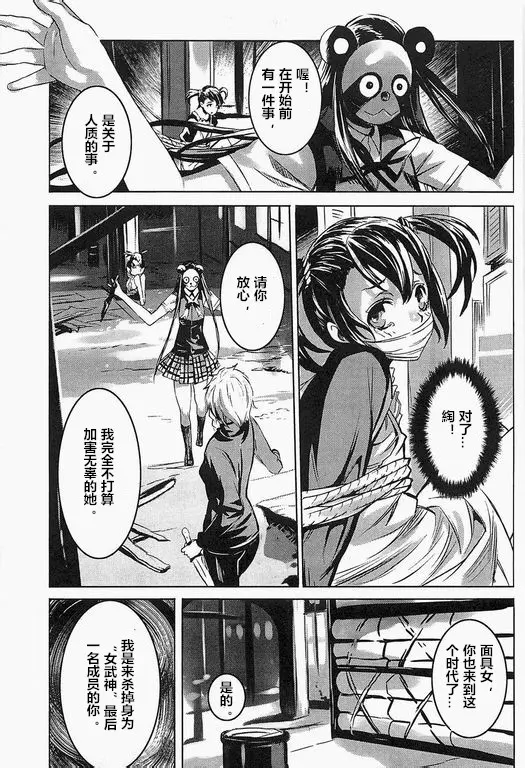 喔！
在开始前
有一件事，
是关于
人质的事。
对了…
绹！
请你
放心，
我完全不打算
加害无辜的她。
面具女，
你也来到这
个时代了…
是的。
我是来杀掉身为
“女武神”最后
一名成员的你。